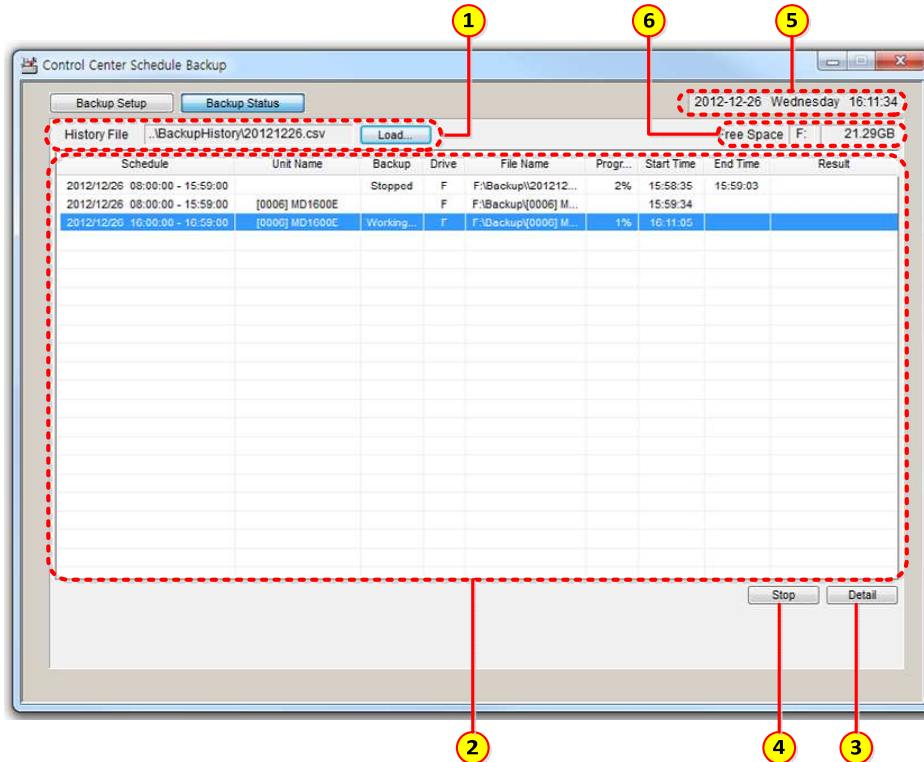 1 6 5
Control Center Schedule Backup
Backup Setup Backup Status 2012-12-26 Wednesday 16:11:34
History File ..\BackupHistory\20121226.csv Load... Free Space F: 21.29GB
Schedule Unit Name Backup Drive File Name Progr... Start Time End Time Result
2012/12/26 08:00:00 - 15:59:00 Stopped F F:\Backup\\201212... 2% 15:58:35 15:59:03
2012/12/26 08:00:00 - 15:59:00 [0006] MD1600E F F:\Backup\[0006] M... 15:59:34
2012/12/26 16:00:00 - 16:59:00 [0006] MD1600E Working... F F:\Backup\[0006] M... 1% 16:11:05
Stop Detail
2 4 3